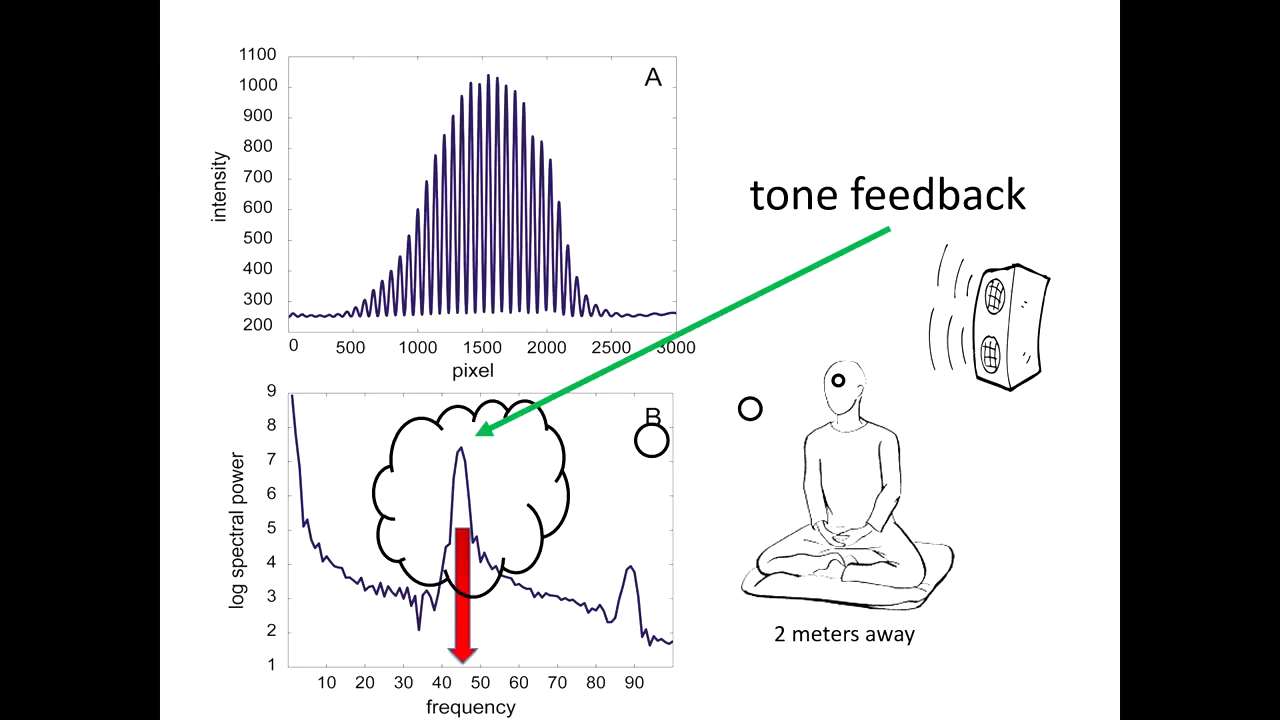 1100
1000
900
800
700
600
500
400
300
200
intensity
A
0 500 1000 1500 2000 2500 3000
pixel
tone feedback
9
8
7
6
5
4
3
2
1
log spectral power
B
10 20 30 40 50 60 70 80 90
frequency
2 meters away